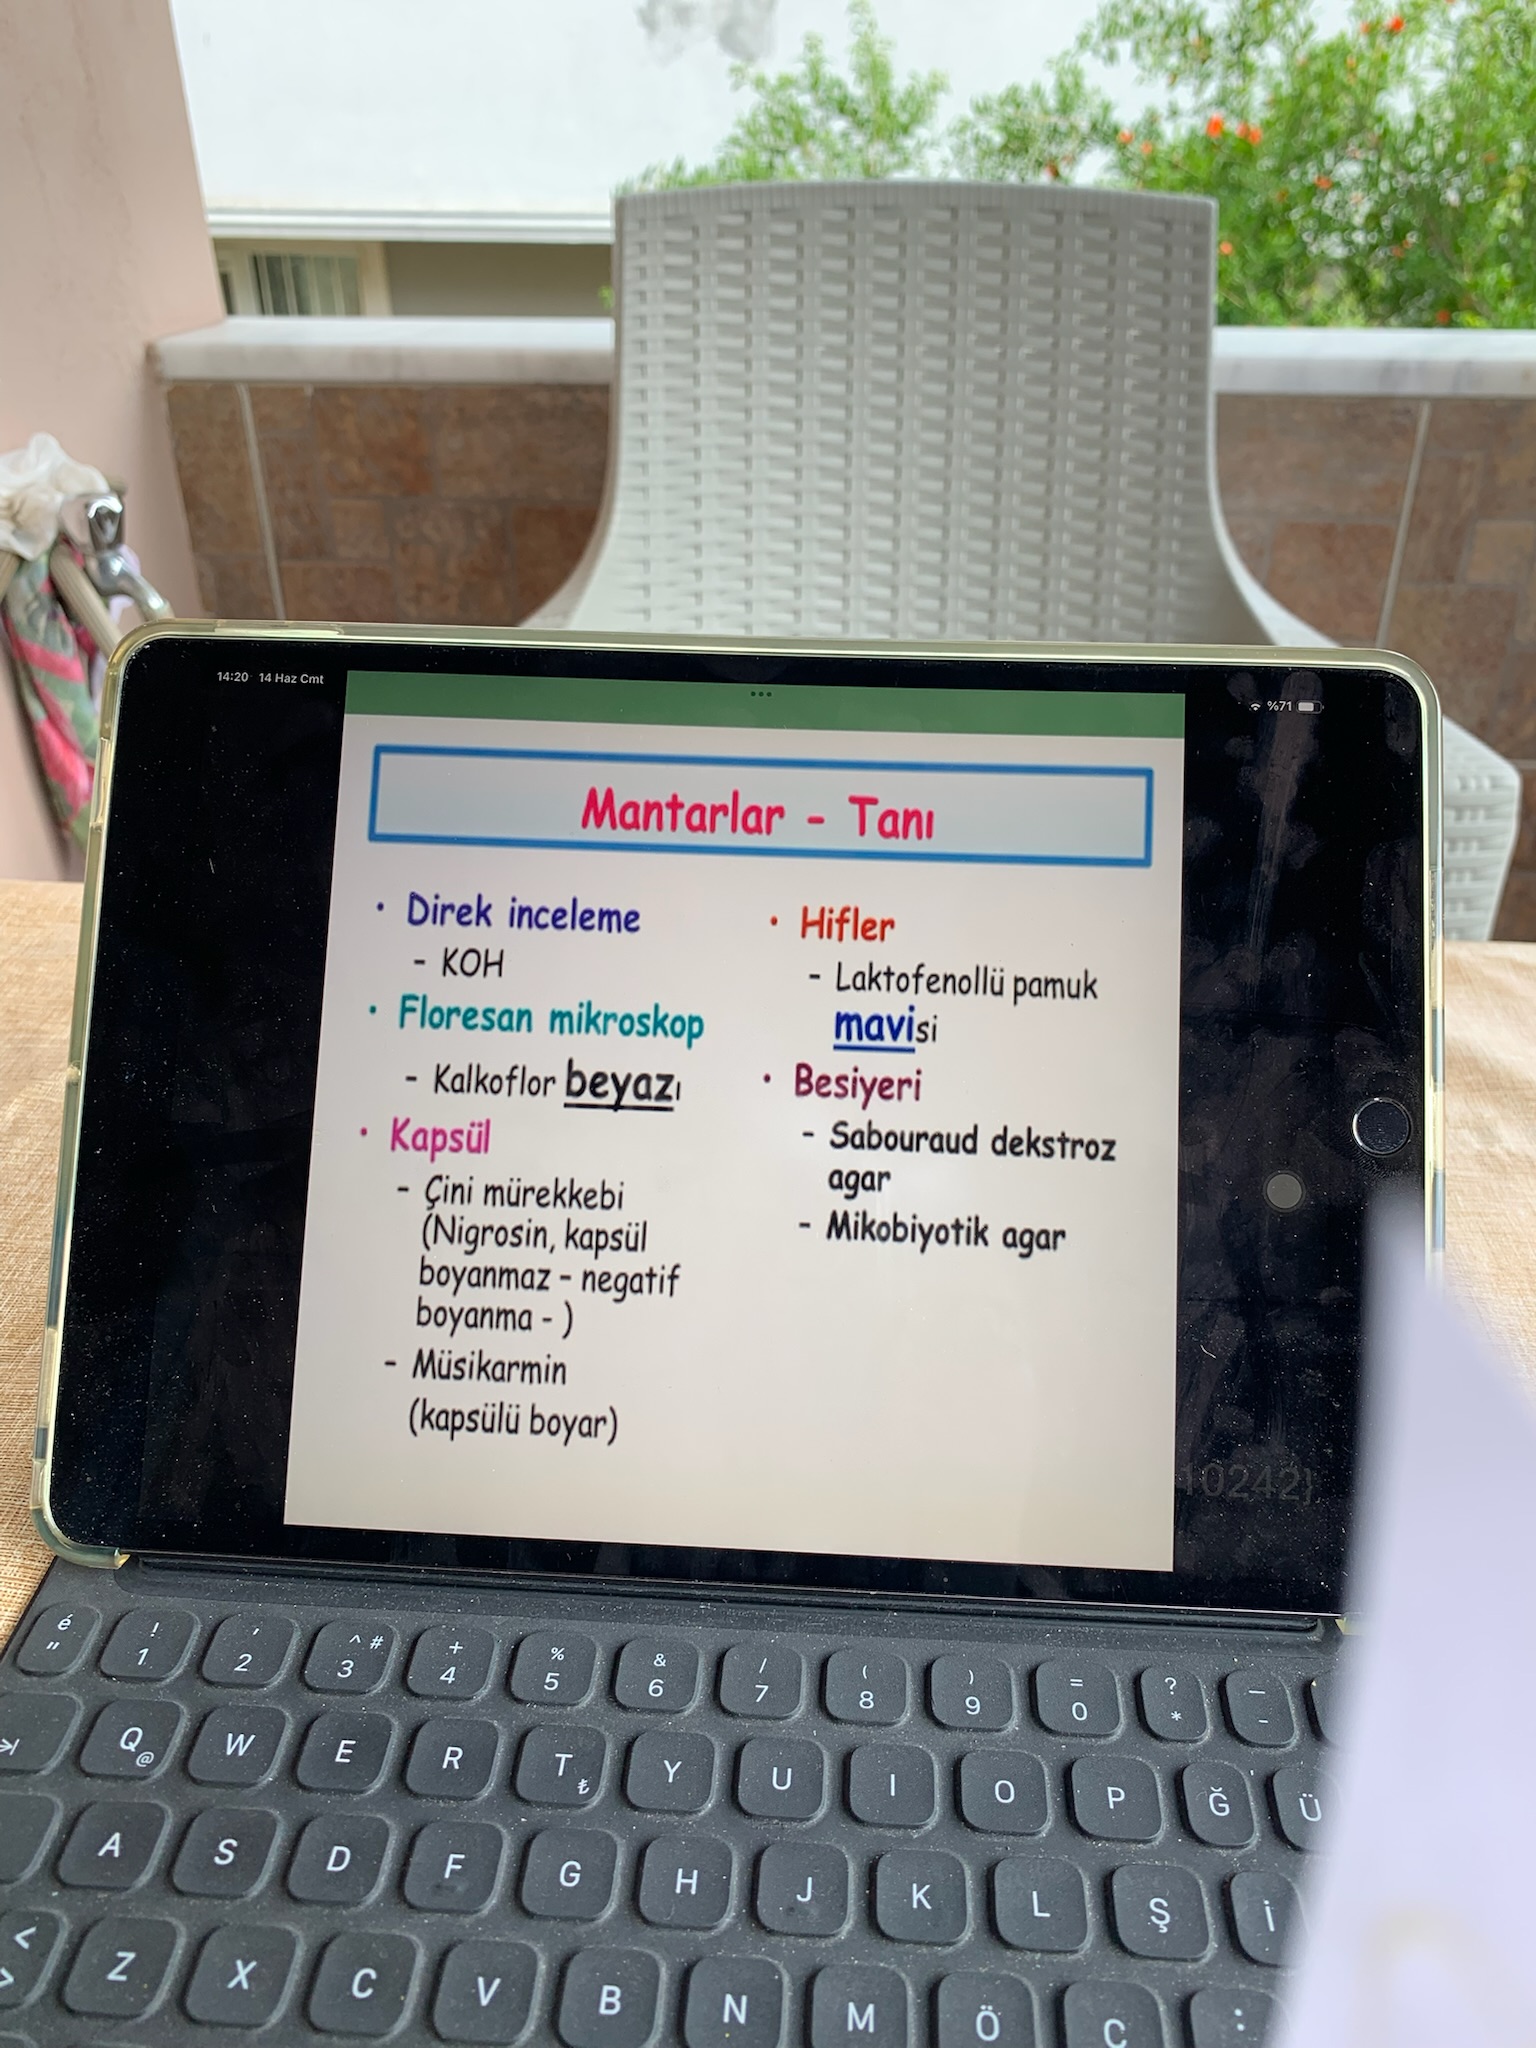 14:20 14 Haz Cmt
%71
Mantarlar - Tanı
• Direk inceleme
- KOH
• Floresan mikroskop
- Kalkoflor beyazı
• Kapsül
- Çini mürekkebi
(Nigrosin, kapsül
boyanmaz - negatif
boyanma - )
- Müsikarmin
(kapsülü boyar)
• Hifler
- Laktofenollü pamuk
mavisi
• Besiyeri
- Sabouraud dekstroz
agar
- Mikobiyotik agar
10242}
é ! ' ^ # + % & / ( ) = ? _
" 1 2 3 4 5 6 7 8 9 0 * -
Q @ W E R T ₺ Y U I O P Ğ Ü
A S D F G H J K L Ş İ
< > Z X C V B N M Ö Ç :